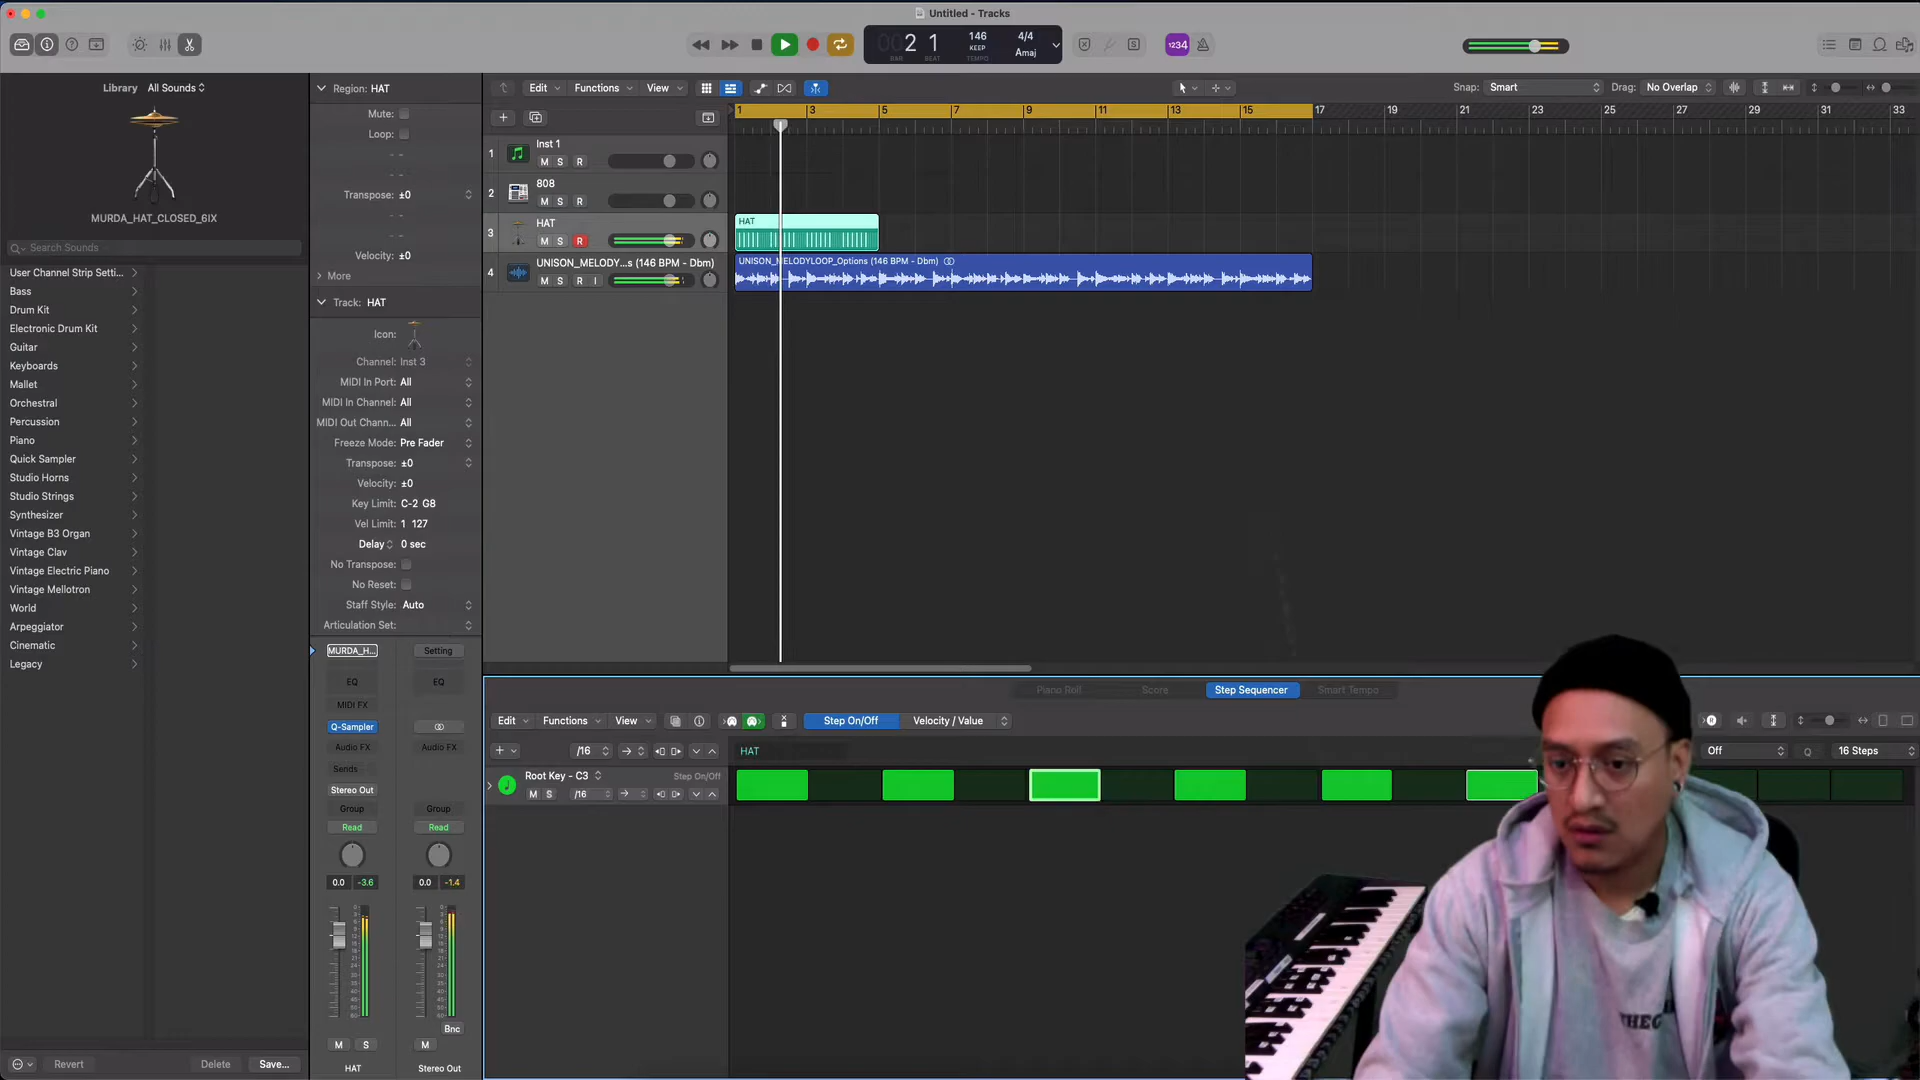 Untitled - Tracks
002 1
BAR
BEAT
146
KEEP
TEMPO
4/4
Amaj
1234
Library
All Sounds
MURDA_HAT_CLOSED_6IX
Search Sounds
User Channel Strip Setti...
Bass
Drum Kit
Electronic Drum Kit
Guitar
Keyboards
Mallet
Orchestral
Percussion
Piano
Quick Sampler
Studio Horns
Studio Strings
Synthesizer
Vintage B3 Organ
Vintage Clav
Vintage Electric Piano
Vintage Mellotron
World
Arpeggiator
Cinematic
Legacy
Revert
Delete
Save...
Region: HAT
Mute:
Loop:
Transpose: ±0
Velocity: ±0
More
Track: HAT
Icon:
Channel: Inst 3
MIDI In Port: All
MIDI In Channel: All
MIDI Out Chann... All
Freeze Mode: Pre Fader
Transpose: ±0
Velocity: ±0
Key Limit: C-2 G8
Vel Limit: 1 127
Delay 0 sec
No Transpose:
No Reset:
Staff Style: Auto
Articulation Set:
MURDA_H...
Setting
EQ
EQ
MIDI FX
Q-Sampler
Audio FX
Audio FX
Sends
Stereo Out
Group
Group
Read
Read
0.0 -3.6
0.0 -1.4
Bnc
M S
M
HAT
Stereo Out
Edit
Functions
View
Snap: Smart
Drag: No Overlap
1 3 5 7 9 11 13 15 17 19 21 23 25 27 29 31 33
1
Inst 1
M S R
2
808
M S R
3
HAT
M S R
4
UNISON_MELODY...s (146 BPM - Dbm)
M S R I
HAT
UNISON_MELODYLOOP_Options (146 BPM - Dbm)
Piano Roll
Score
Step Sequencer
Smart Tempo
Edit
Functions
View
Step On/Off
Velocity / Value
/16
HAT
Off
16 Steps
Root Key - C3
Step On/Off
M S
/16